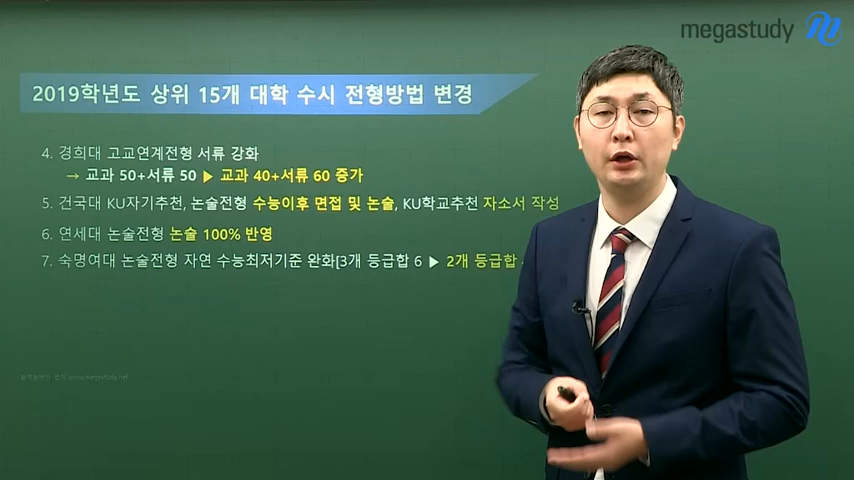 megastudy
2019학년도 상위 15개 대학 수시 전형방법 변경
4. 경희대 고교연계전형 서류 강화
→ 교과 50+서류 50 ▶ 교과 40+서류 60 증가
5. 건국대 KU자기추천, 논술전형 수능이후 면접 및 논술, KU학교추천 자소서 작성
6. 연세대 논술전형 논술 100% 반영
7. 숙명여대 논술전형 자연 수능최저기준 완화[3개 등급합 6 ▶ 2개 등급합
www.megastudy.net